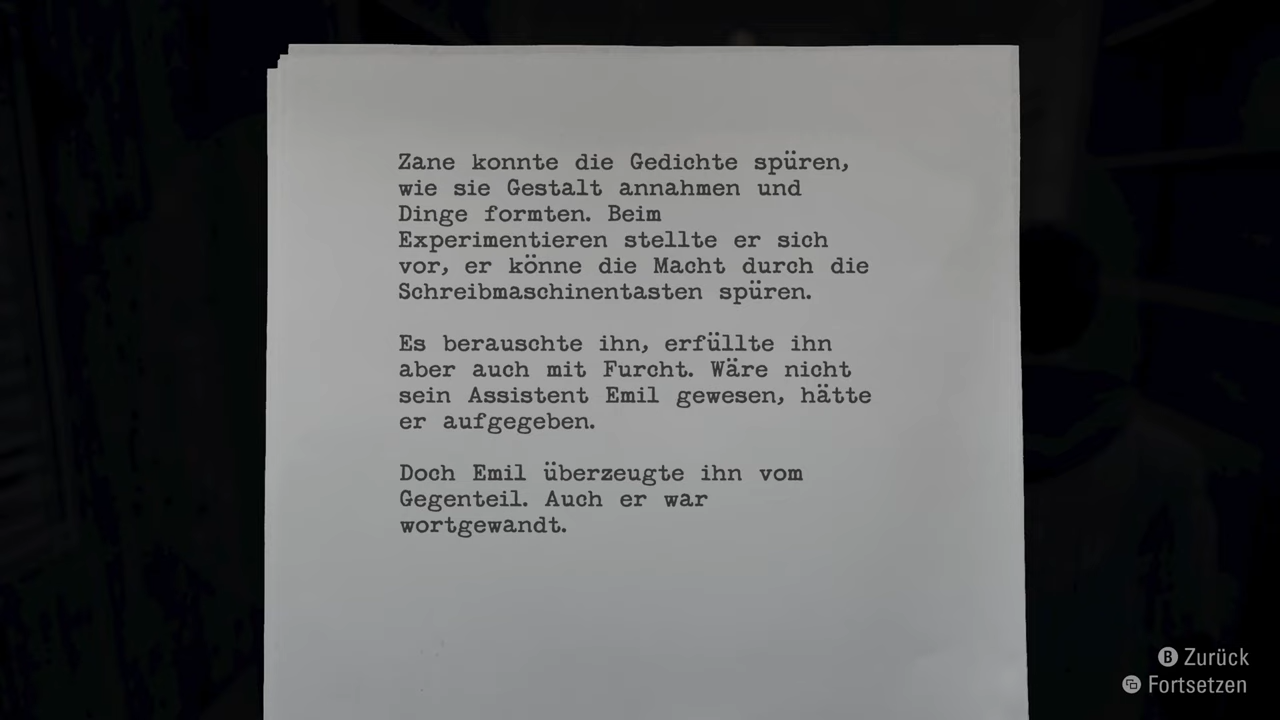 Zane konnte die Gedichte spüren,
wie sie Gestalt annahmen und
Dinge formten. Beim
Experimentieren stellte er sich
vor, er könne die Macht durch die
Schreibmaschinentasten spüren.
Es berauschte ihn, erfüllte ihn
aber auch mit Furcht. Wäre nicht
sein Assistent Emil gewesen, hätte
er aufgegeben.
Doch Emil überzeugte ihn vom
Gegenteil. Auch er war
wortgewandt.
B Zurück
Fortsetzen